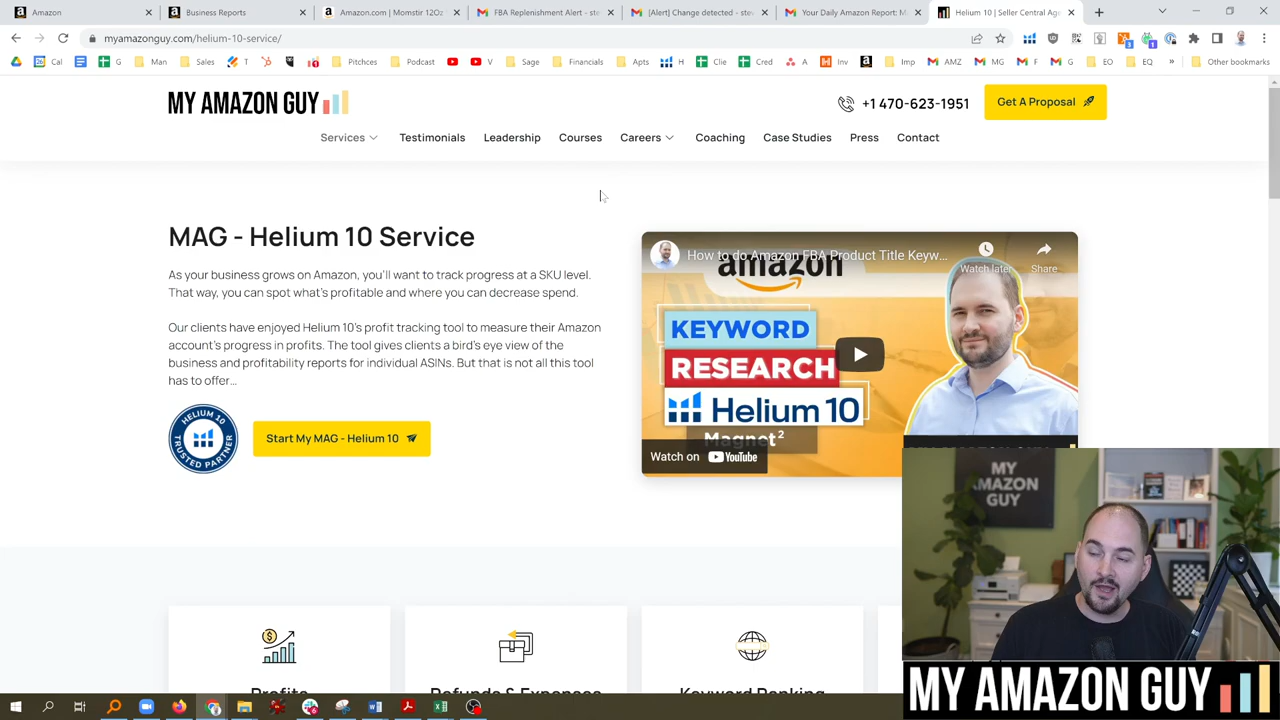 Amazon
Business Reports
Amazon.com | Momstir 12Oz
FBA Replenishment Alert - ste
[Alert] Change detected - stev
Your Daily Amazon Report: M
Helium 10 | Seller Central Age
myamazonguy.com/helium-10-service/
Cal
G
Man
Sales
T
Pitchces
Podcast
V
Sage
Financials
Apts
H
Clie
Cred
A
Inv
Imp
AMZ
MG
F
G
EO
EQ
»
Other bookmarks
MY AMAZON GUY
+1 470-623-1951
Get A Proposal
Services
Testimonials
Leadership
Courses
Careers
Coaching
Case Studies
Press
Contact
MAG - Helium 10 Service
As your business grows on Amazon, you'll want to track progress at a SKU level.
That way, you can spot what's profitable and where you can decrease spend.
Our clients have enjoyed Helium 10's profit tracking tool to measure their Amazon
account's progress in profits. The tool gives clients a bird's eye view of the
business and profitability reports for individual ASINs. But that is not all this tool
has to offer...
HELIUM 10
TRUSTED PARTNER
Start My MAG - Helium 10
How to do Amazon FBA Product Title Keyw...
Watch later
Share
amazon
KEYWORD
RESEARCH
Helium 10
Magnet²
Watch on YouTube
Profits
Refunds & Expenses
Keyword Ranking
MY
AMAZON
GUY
MY AMAZON GUY